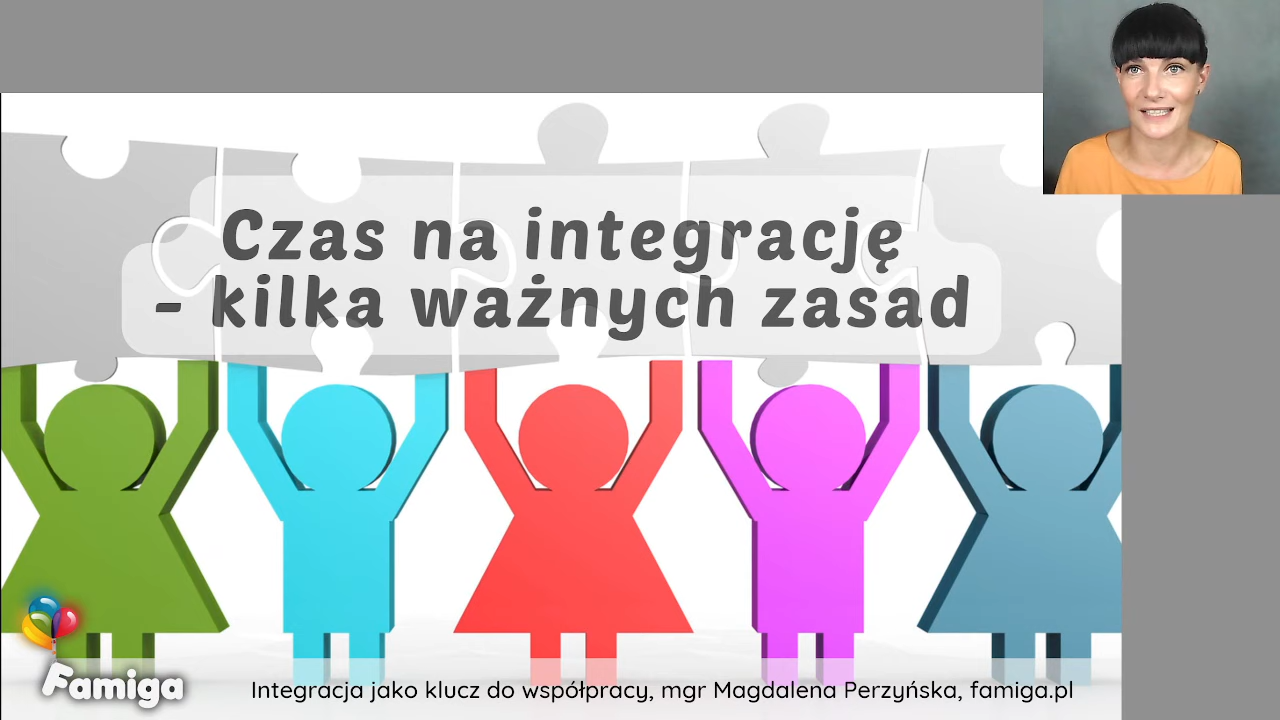 Czas na integrację
- kilka ważnych zasad
Famiga
Integracja jako klucz do współpracy, mgr Magdalena Perzyńska, famiga.pl